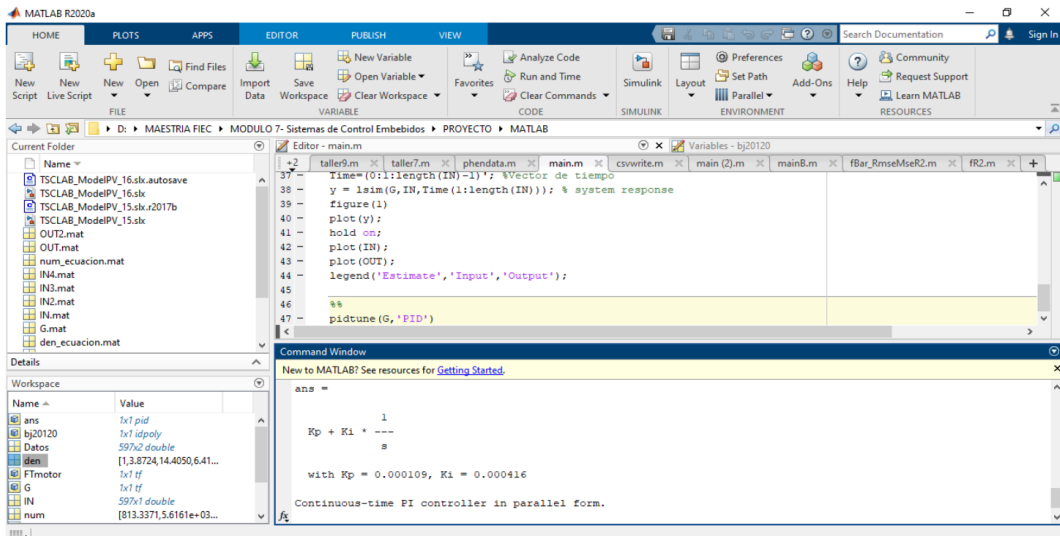 MATLAB R2020a
HOME PLOTS APPS EDITOR PUBLISH VIEW Search Documentation Sign In
New Script New Live Script New Open Find Files Compare Import Data Save Workspace New Variable Open Variable Clear Workspace Favorites Analyze Code Run and Time Clear Commands Simulink Layout Preferences Set Path Parallel Add-Ons Help Community Request Support Learn MATLAB
FILE VARIABLE CODE SIMULINK ENVIRONMENT RESOURCES
D: MAESTRIA FIEC MODULO 7- Sistemas de Control Embebidos PROYECTO MATLAB
Current Folder
Name
TSCLAB_ModelPV_16.slx.autosave
TSCLAB_ModelPV_16.slx
TSCLAB_ModelPV_15.slx.r2017b
TSCLAB_ModelPV_15.slx
OUT2.mat
OUT.mat
num_ecuacion.mat
IN4.mat
IN3.mat
IN2.mat
IN.mat
G.mat
den_ecuacion.mat
Details
Workspace
Name Value
ans 1x1 pid
bj20120 1x1 idpoly
Datos 597x2 double
den [1,3.8724,14.4050,6.41...
FTmotor 1x1 tf
G 1x1 tf
IN 597x1 double
num [813.3371,5.6161e+03...
Editor - main.m Variables - bj20120
+2 taller9.m taller7.m phendata.m main.m csvwrite.m main (2).m mainB.m fBar_RmseMseR2.m fR2.m +
37 - Time=(0:1:length(IN)-1)'; %Vector de tiempo
38 - y = lsim(G,IN,Time(1:length(IN))); % system response
39 - figure(1)
40 - plot(y);
41 - hold on;
42 - plot(IN);
43 - plot(OUT);
44 - legend('Estimate','Input','Output');
45
46 %%
47 - pidtune(G,'PID')
Command Window
New to MATLAB? See resources for Getting Started.
ans =
1
Kp + Ki * ---
s
with Kp = 0.000109, Ki = 0.000416
Continuous-time PI controller in parallel form.
fx